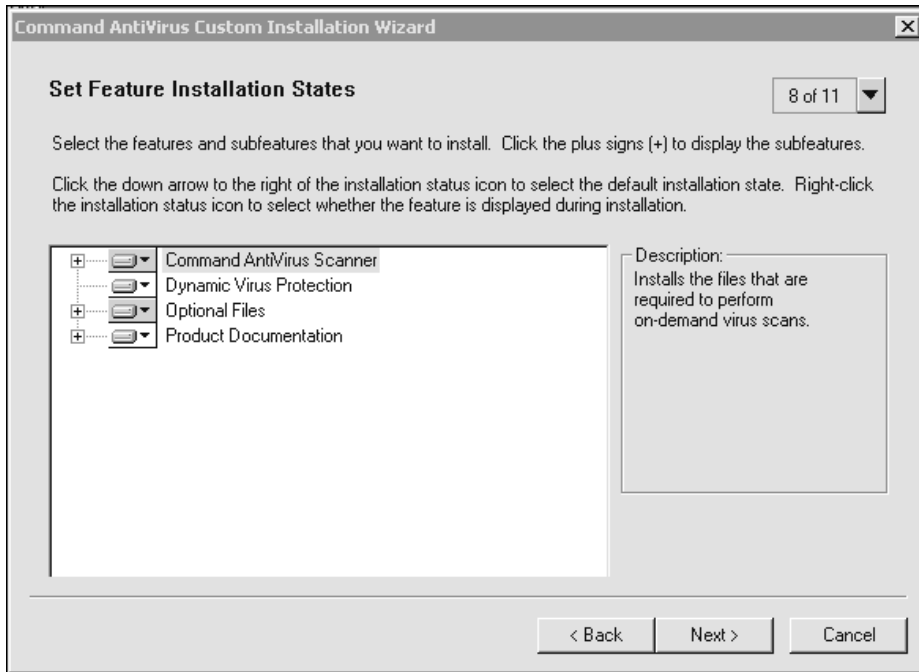 Command AntiVirus Custom Installation Wizard
Set Feature Installation States
8 of 11
Select the features and subfeatures that you want to install. Click the plus signs (+) to display the subfeatures.
Click the down arrow to the right of the installation status icon to select the default installation state. Right-click
the installation status icon to select whether the feature is displayed during installation.
Command AntiVirus Scanner
Dynamic Virus Protection
Optional Files
Product Documentation
Description:
Installs the files that are
required to perform
on-demand virus scans.
< Back
Next >
Cancel